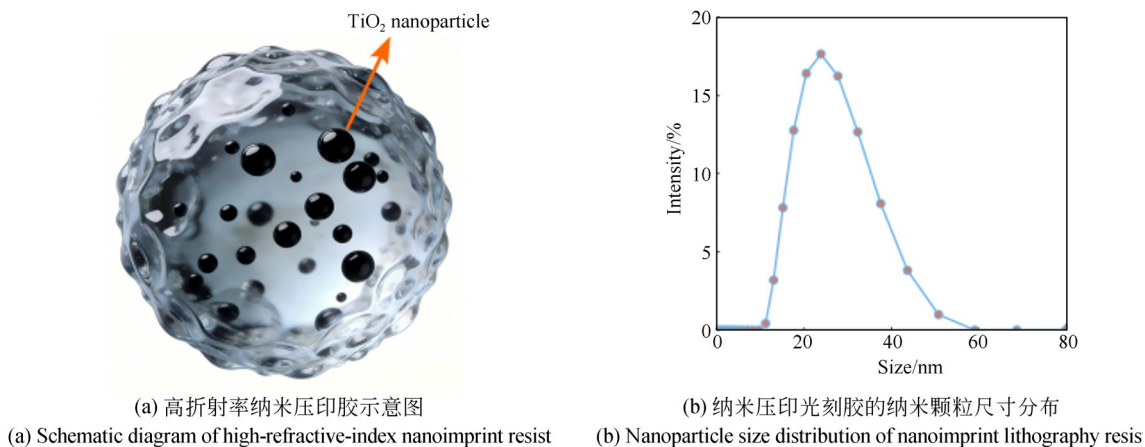 TiO₂ nanoparticle
(a) 高折射率纳米压印胶示意图
(a) Schematic diagram of high-refractive-index nanoimprint resist
20
15
10
5
0
Intensity/%
0 20 40 60 80
Size/nm
(b) 纳米压印光刻胶的纳米颗粒尺寸分布
(b) Nanoparticle size distribution of nanoimprint lithography resis